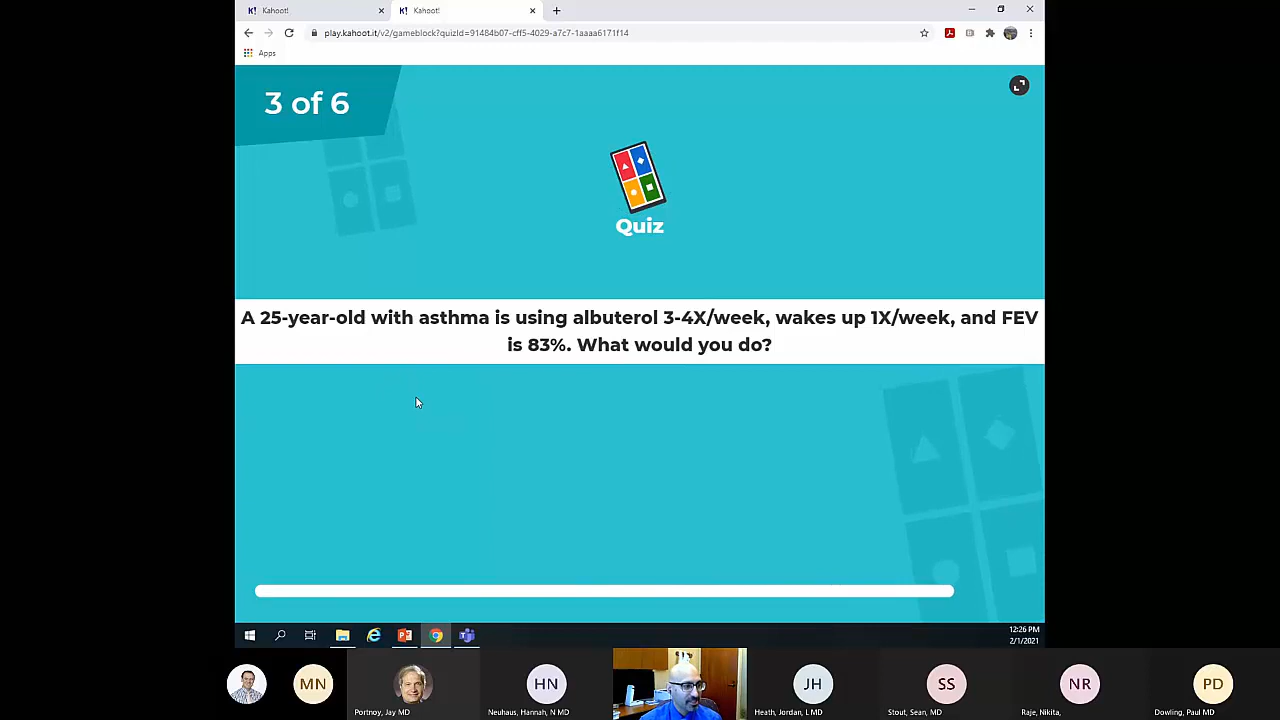 Kahoot!
Kahoot!
play.kahoot.it/v2/gameblock?quizId=91484b07-cff5-4029-a7c7-1aaaa6171f14
Apps
3 of 6
Quiz
A 25-year-old with asthma is using albuterol 3-4X/week, wakes up 1X/week, and FEV
is 83%. What would you do?
12:26 PM
2/1/2021
MN
HN
JH
SS
NR
PD
Portnoy, Jay MD
Neuhaus, Hannah, N MD
Heath, Jordan, L MD
Stout, Sean, MD
Raje, Nikita,
Dowling, Paul MD